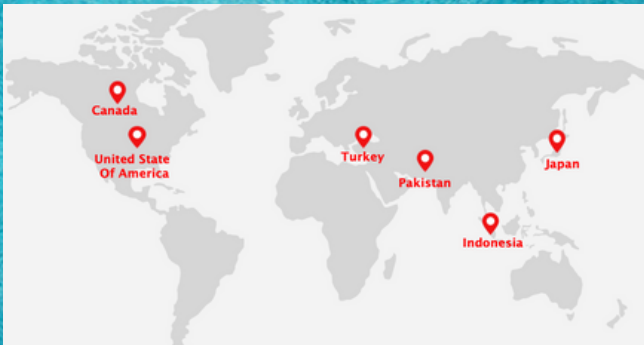 Canada
United State
Of America
Turkey
Pakistan
Japan
Indonesia